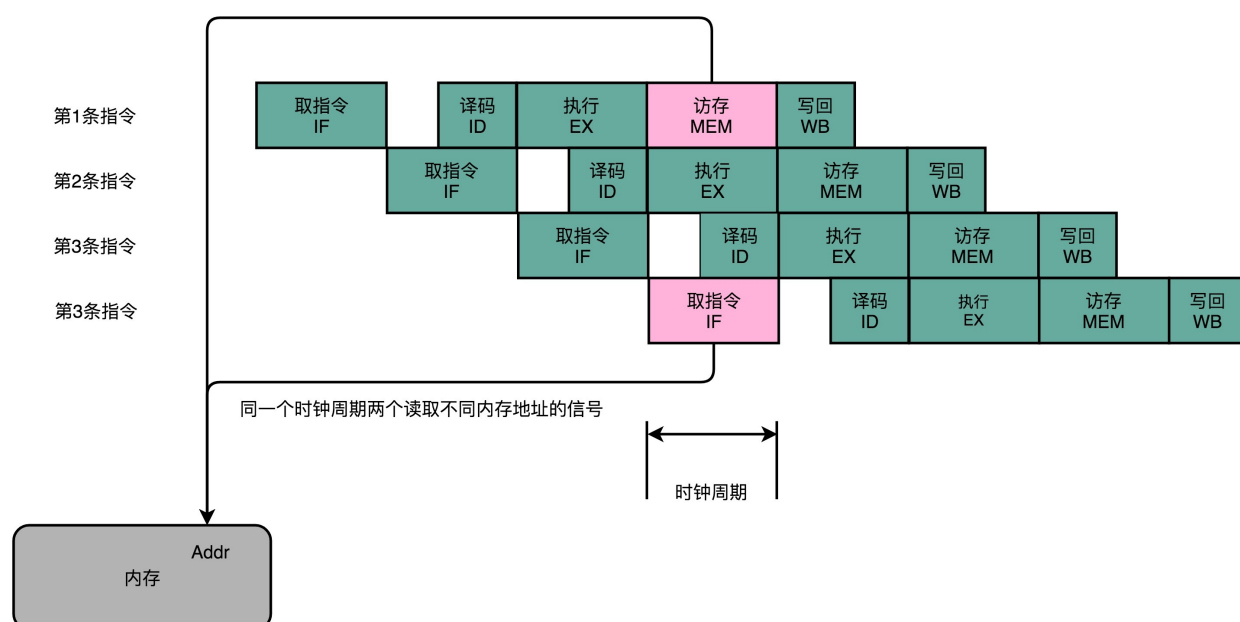 第1条指令
取指令
IF
译码
ID
执行
EX
访存
MEM
写回
WB
第2条指令
取指令
IF
译码
ID
执行
EX
访存
MEM
写回
WB
第3条指令
取指令
IF
译码
ID
执行
EX
访存
MEM
写回
WB
第3条指令
取指令
IF
译码
ID
执行
EX
访存
MEM
写回
WB
同一个时钟周期两个读取不同内存地址的信号
时钟周期
Addr
内存